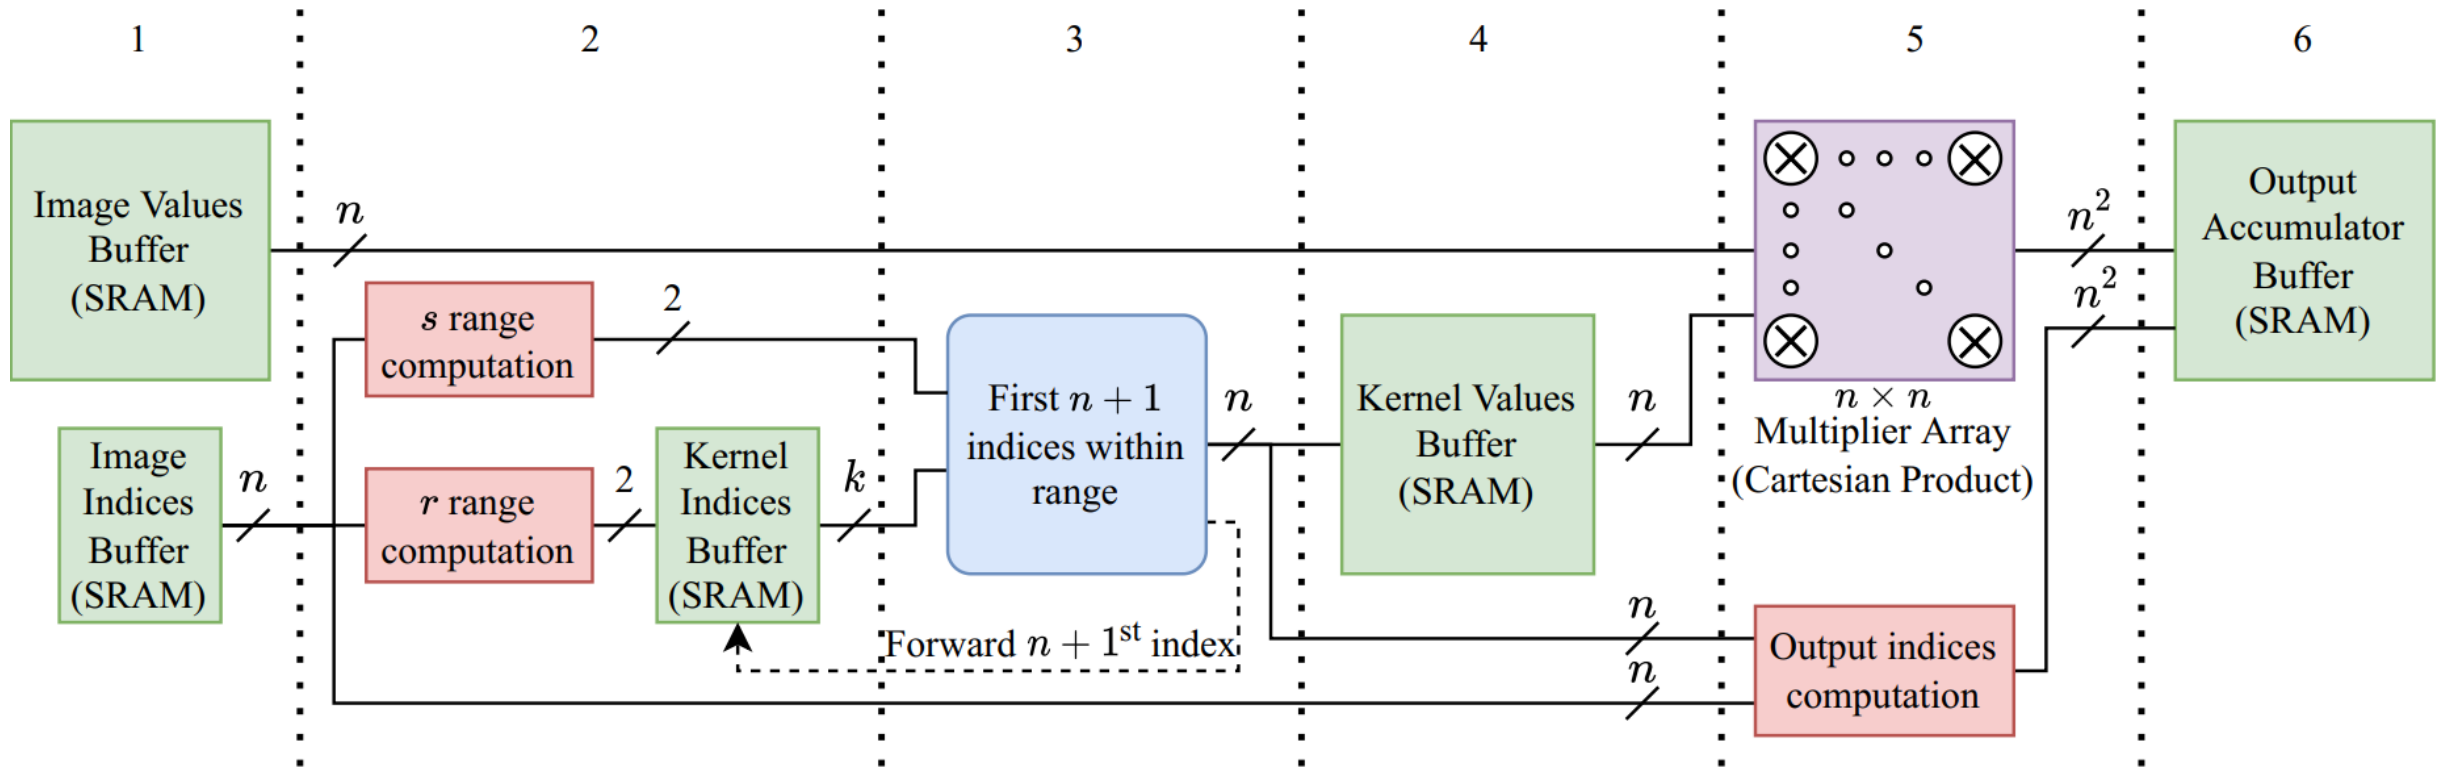 1
2
3
4
5
6
Image Values
Buffer
(SRAM)
n
s range
computation
2
Image
Indices
Buffer
(SRAM)
n
r range
computation
2
Kernel
Indices
Buffer
(SRAM)
k
First n + 1
indices within
range
n
Forward n + 1st index
Kernel Values
Buffer
(SRAM)
n
n
n
n × n
Multiplier Array
(Cartesian Product)
Output indices
computation
n²
n²
Output
Accumulator
Buffer
(SRAM)